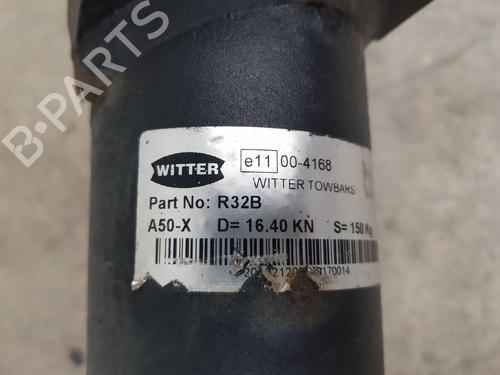 B-PARTS
WITTER
e11 00-4168
WITTER TOWBARS
Part No: R32B
A50-X D= 16.40 KN S= 150 Kg